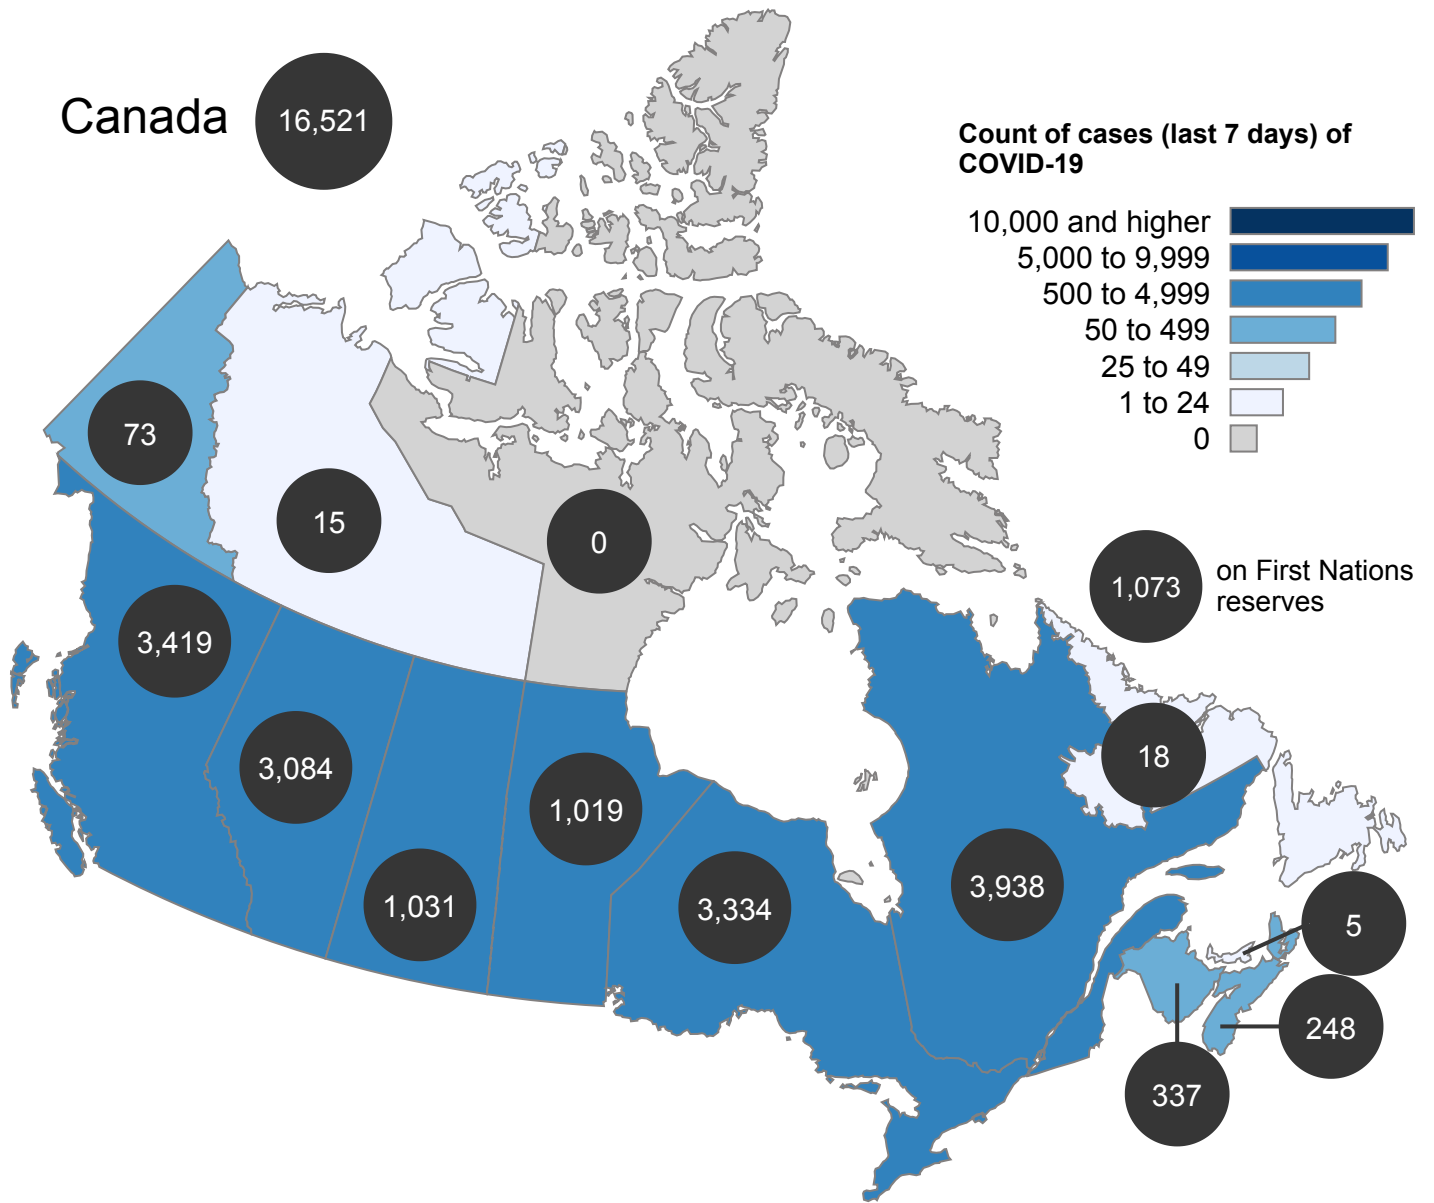 Canada
16,521
Count of cases (last 7 days) of
COVID-19
10,000 and higher
5,000 to 9,999
500 to 4,999
50 to 499
25 to 49
1 to 24
0
73
15
0
1,073
on First Nations
reserves
3,419
3,084
1,019
18
1,031
3,334
3,938
5
248
337